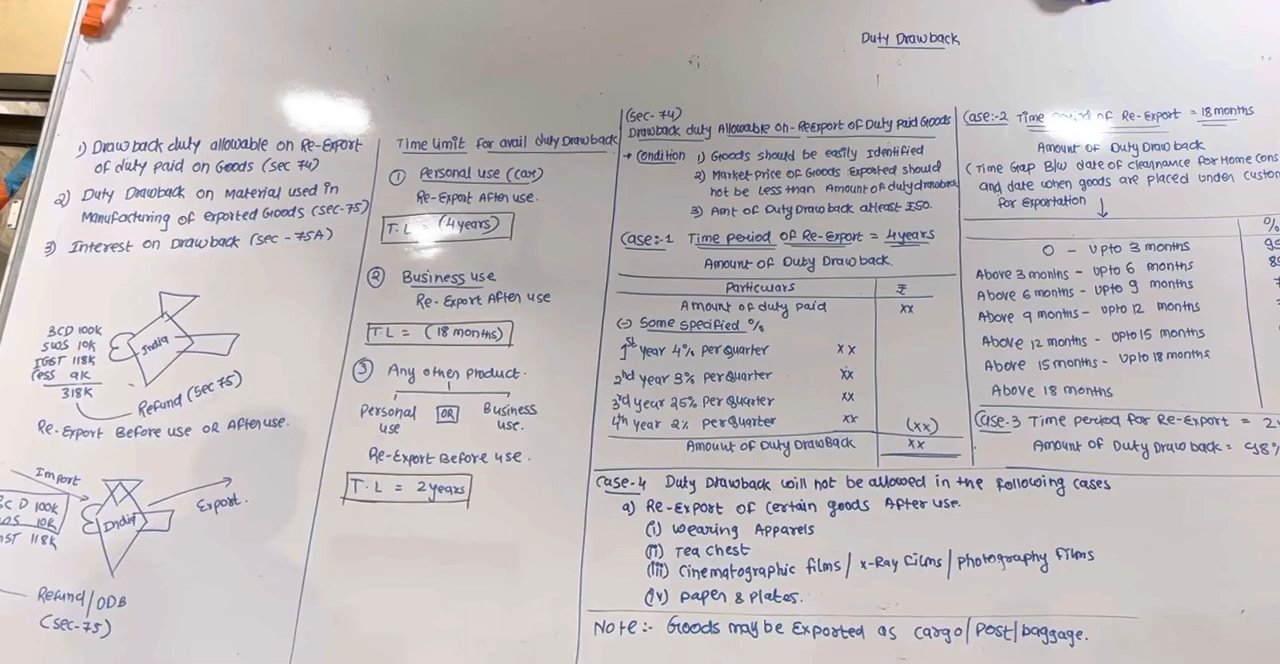 Duty Drawback
1) Drawback duty allowable on Re-Export
of duty paid on Goods (sec 74)
2) Duty Drawback on Material used in
Manufacturing of exported Goods (sec-75)
3) Interest on Drawback (sec - 75A)
BCD 100k
SWS 10k
IGST 118k
Cess 9k
318k
India
Refund (sec 75)
Re-Export Before use OR After use.
Import
BCD 100k
10k
118k
India
Export.
Refund/ODB
(sec-75)
Time limit for avail duty Drawback
① Personal use (car)
Re-Export After use.
T.L = (4years)
② Business use
Re-Export After use
T.L = (18 months)
③ Any other product.
Personal use OR Business use.
Re-Export Before use.
T.L = 2 years
(sec-74)
Drawback duty Allowable on-ReExport of Duty Paid Goods
→ Condition 1) Goods should be easily Identified
2) Market Price of Goods Exported should
not be less than Amount of duty drawback
3) Amt of Duty Drawback atleast ₹50.
Case:-1 Time period of Re-Export = 4years
Amount of Duty Drawback.
Particulars ₹
Amount of duty paid xx
(-) Some specified %
1st year 4% per Quarter xx
2nd year 3% per Quarter xx
3rd year 25% per Quarter xx
4th year 2% per Quarter xx (xx)
Amount of Duty DrawBack xx
Case:-2 Time of Re-Export = 18 months
Amount of Duty Drawback
(Time Gap B/w date of clearnance for Home Cons
and date when goods are placed under custom
for exportation
%
0 - upto 3 months
Above 3 months - upto 6 months
Above 6 months - upto 9 months
Above 9 months - upto 12 months
Above 12 months - upto 15 months
Above 15 months - upto 18 months
Above 18 months
Case-3 Time period for Re-Export = 2
Amount of Duty Drawback = 98%
Case-4 Duty Drawback will not be allowed in the following cases
a) Re-Export of Certain goods After use.
(i) wearing Apparels
(ii) Tea chest
(iii) Cinematographic films / x-Ray Films / photography films
(iv) paper & plates.
Note:- Goods may be Exported as cargo/post/baggage.